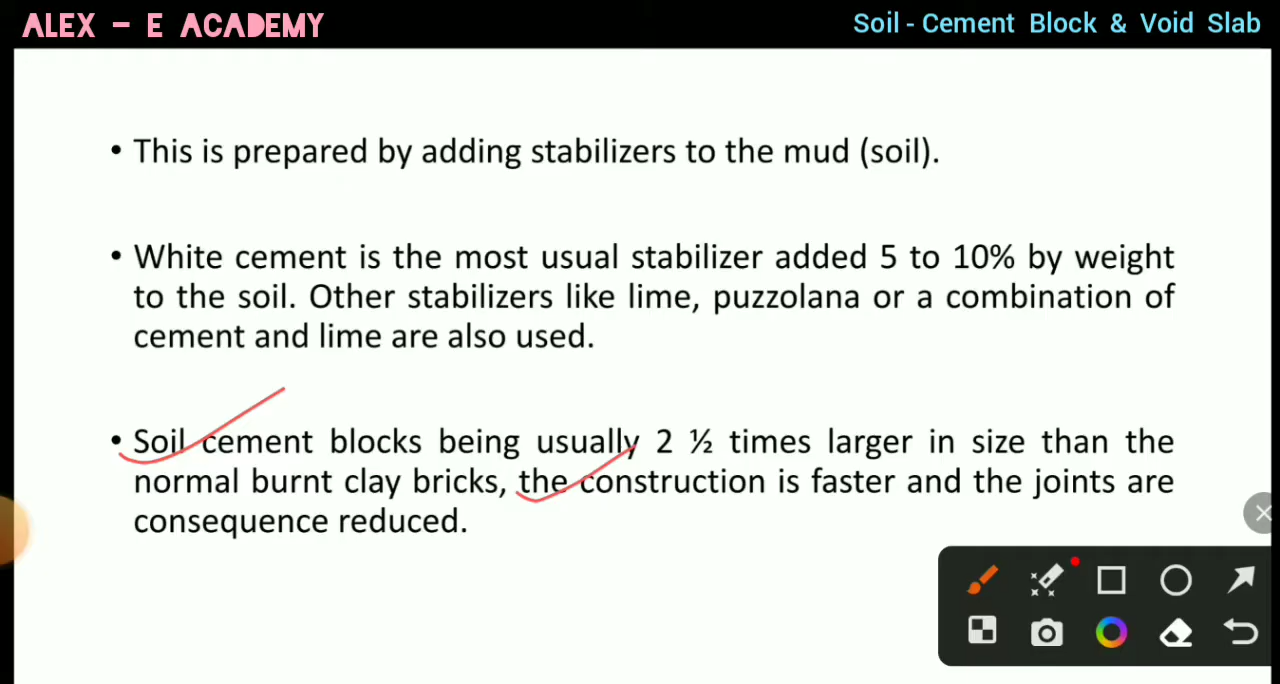 ALEX - E ACADEMY
Soil - Cement Block & Void Slab
• This is prepared by adding stabilizers to the mud (soil).
• White cement is the most usual stabilizer added 5 to 10% by weight
to the soil. Other stabilizers like lime, puzzolana or a combination of
cement and lime are also used.
• Soil cement blocks being usually 2 ½ times larger in size than the
normal burnt clay bricks, the construction is faster and the joints are
consequence reduced.